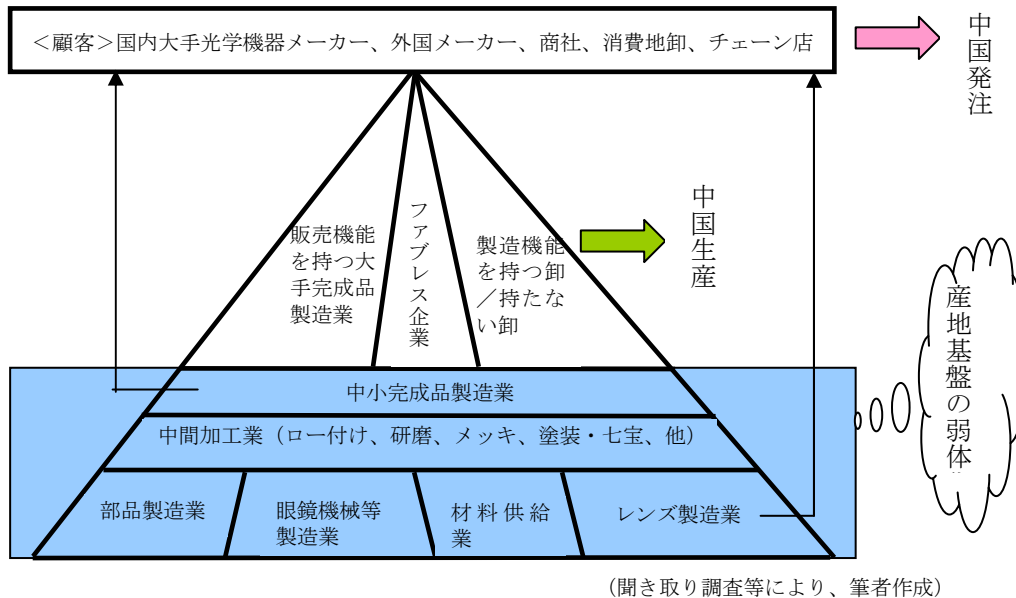 ＜顧客＞国内大手光学機器メーカー、外国メーカー、商社、消費地卸、チェーン店
中国発注
販売機能
を持つ大
手完成品
製造業
ファブレス企業
製造機能
を持つ卸
／持たな
い卸
中国生産
産地基盤の弱体
中小完成品製造業
中間加工業（ロー付け、研磨、メッキ、塗装・七宝、他）
部品製造業
眼鏡機械等
製造業
材料供給
業
レンズ製造業
（聞き取り調査等により、筆者作成）